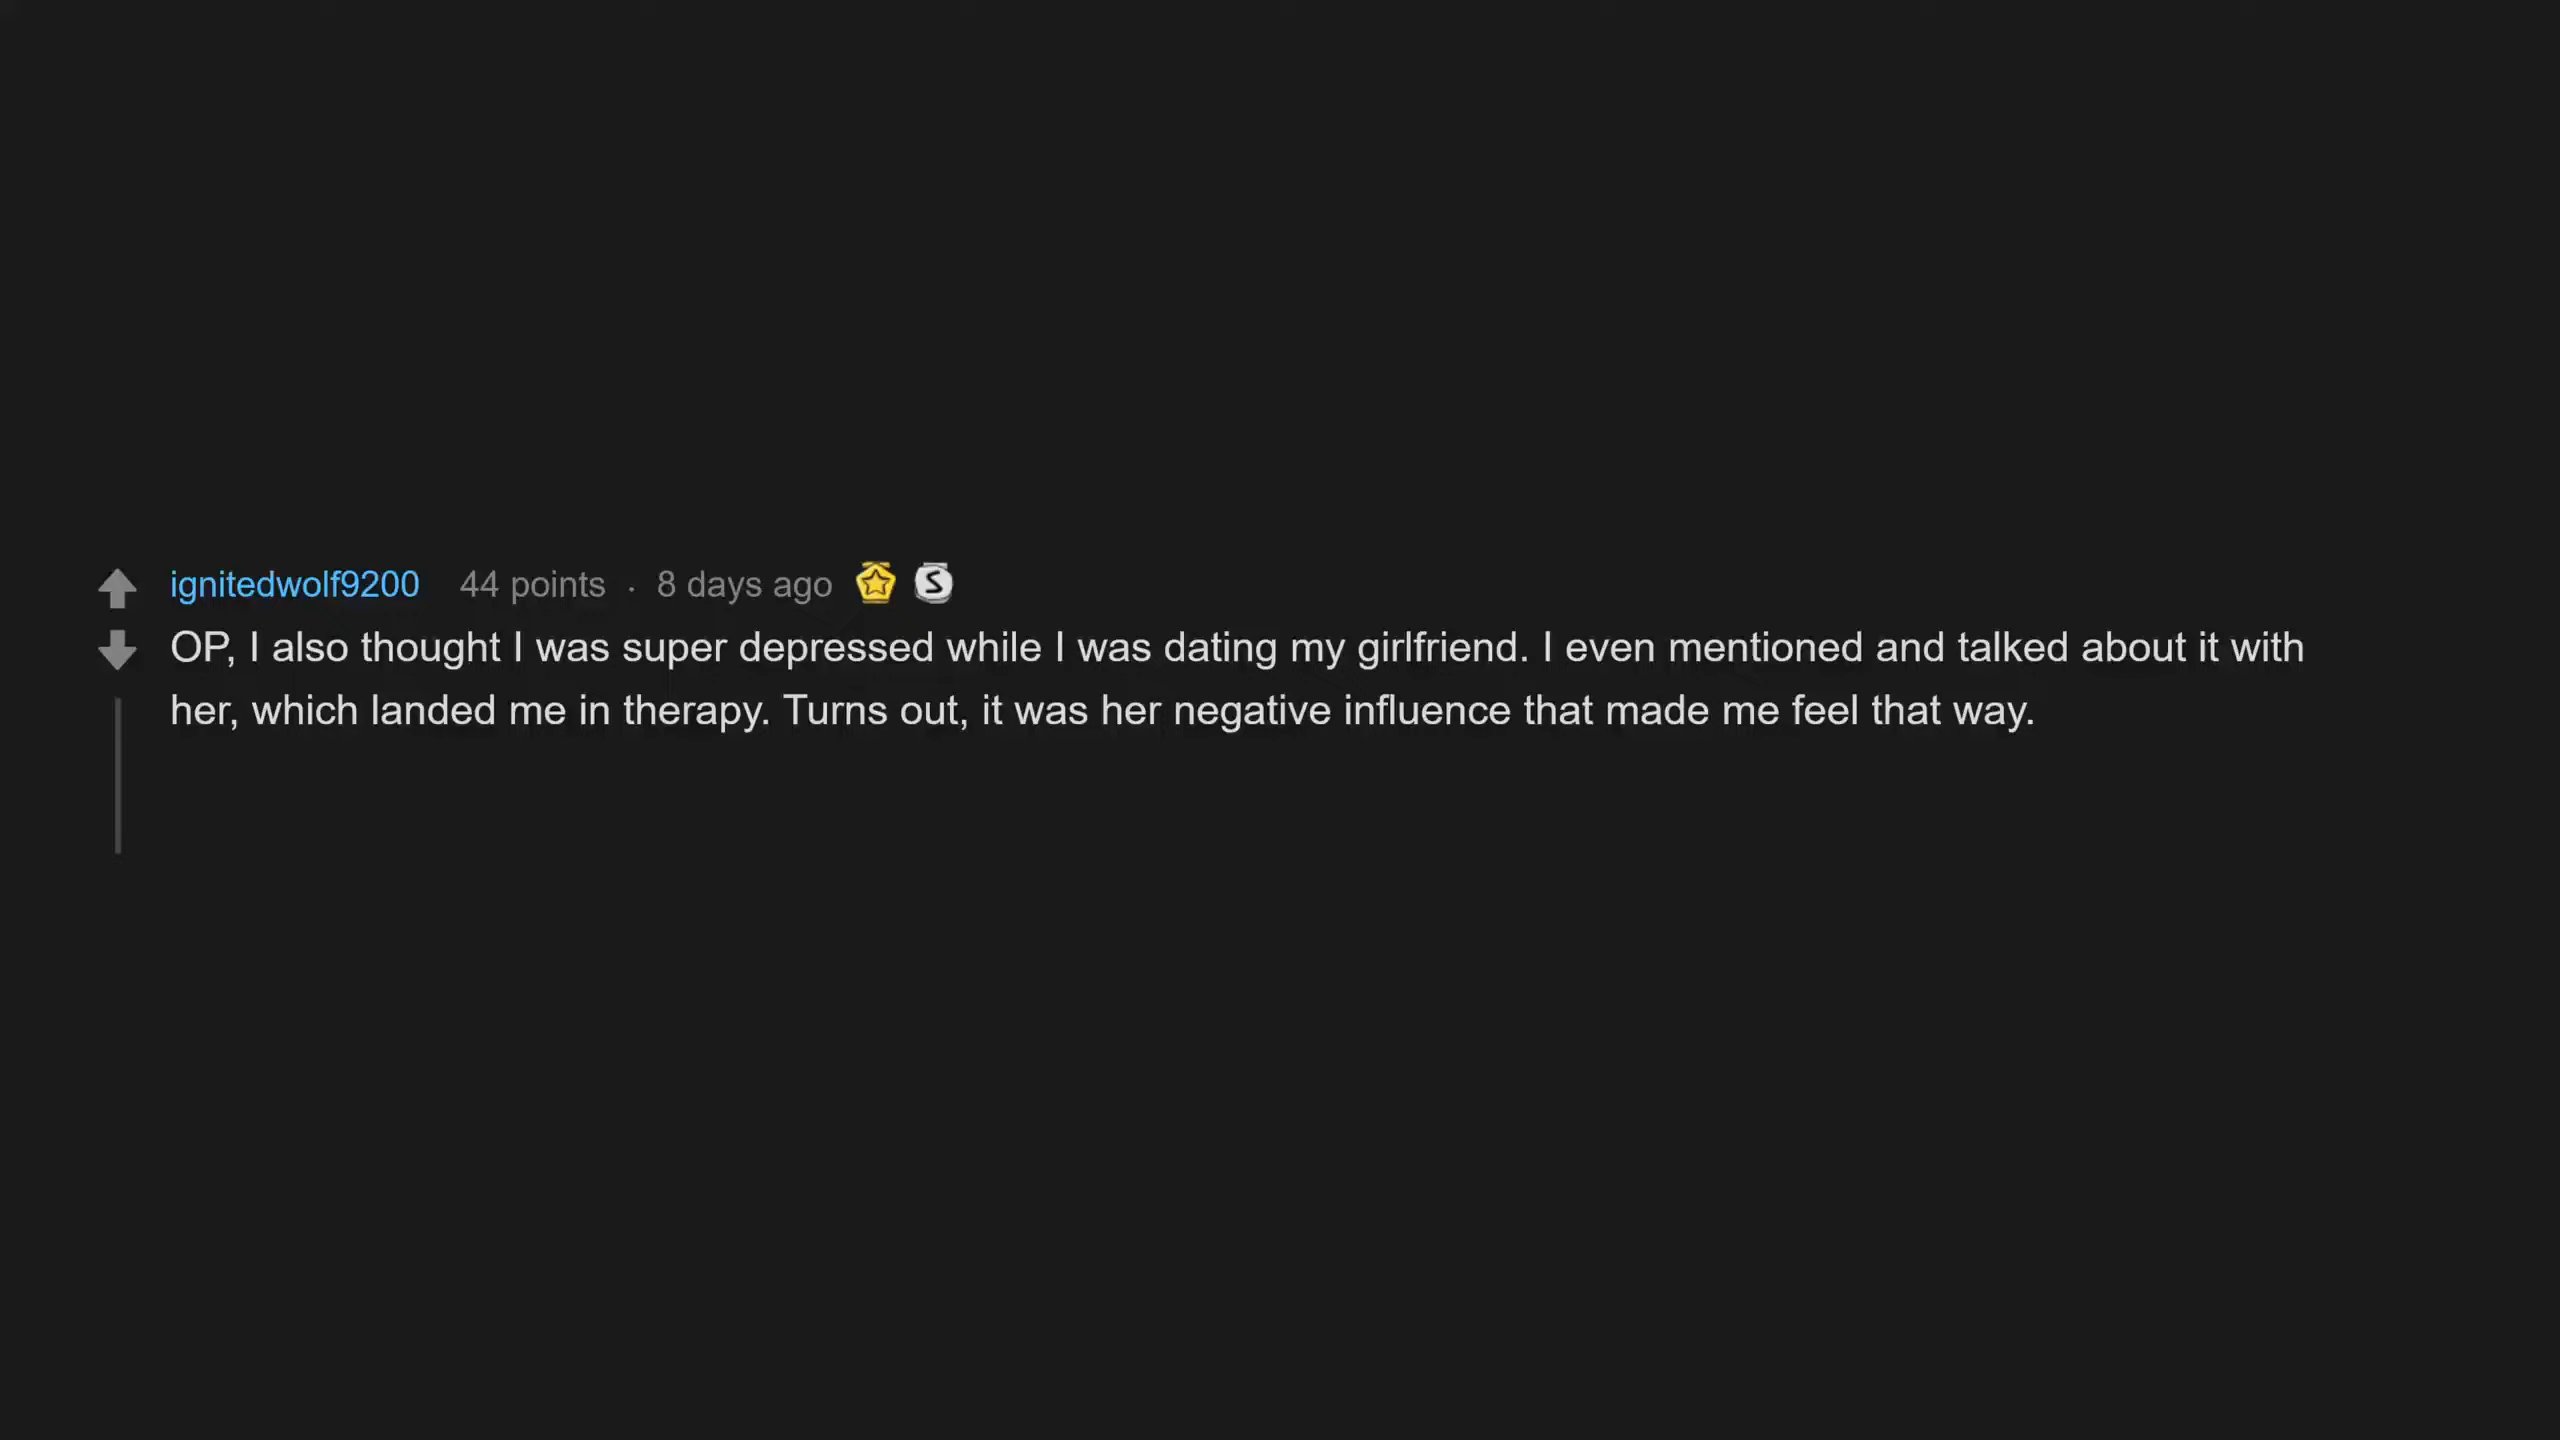 ignitedwolf9200 44 points · 8 days ago S
OP, I also thought I was super depressed while I was dating my girlfriend. I even mentioned and talked about it with
her, which landed me in therapy. Turns out, it was her negative influence that made me feel that way.